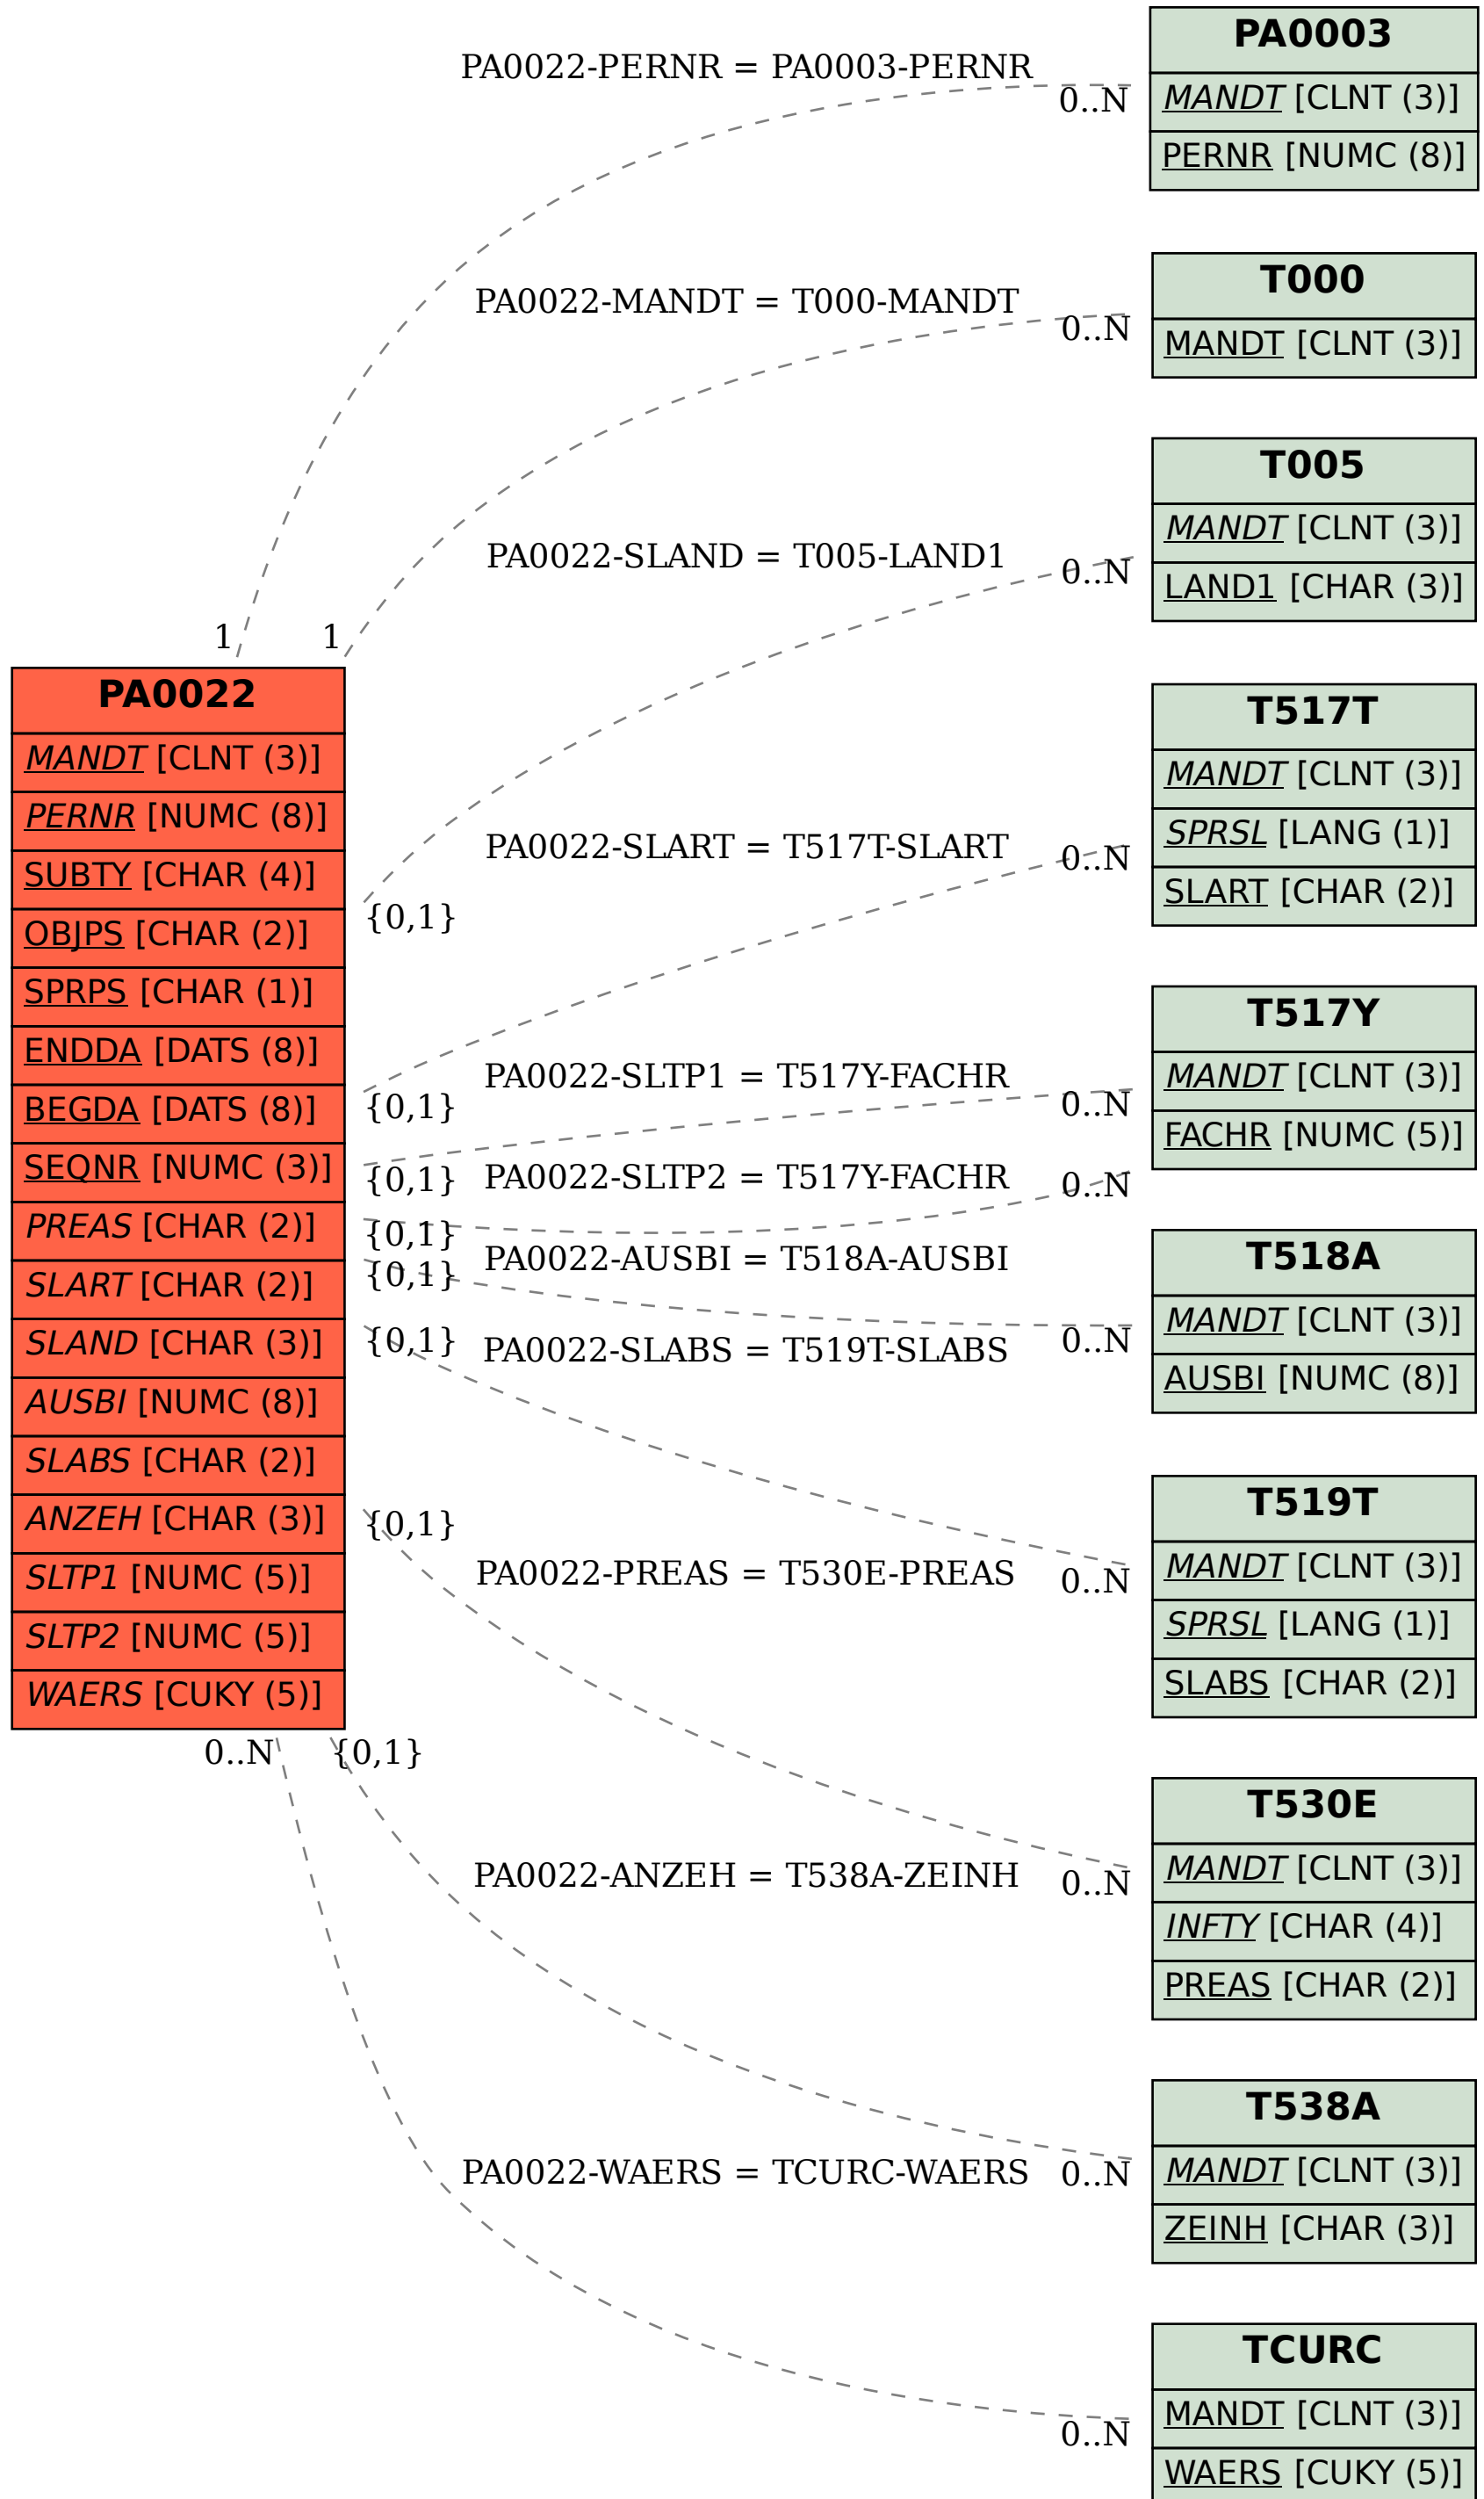 PA0003
MANDT [CLNT (3)]
PERNR [NUMC (8)]
PA0022-PERNR = PA0003-PERNR
0..N
T000
MANDT [CLNT (3)]
PA0022-MANDT = T000-MANDT
0..N
T005
MANDT [CLNT (3)]
LAND1 [CHAR (3)]
PA0022-SLAND = T005-LAND1
0..N
1
1
PA0022
MANDT [CLNT (3)]
PERNR [NUMC (8)]
SUBTY [CHAR (4)]
OBJPS [CHAR (2)]
SPRPS [CHAR (1)]
ENDDA [DATS (8)]
BEGDA [DATS (8)]
SEQNR [NUMC (3)]
PREAS [CHAR (2)]
SLART [CHAR (2)]
SLAND [CHAR (3)]
AUSBI [NUMC (8)]
SLABS [CHAR (2)]
ANZEH [CHAR (3)]
SLTP1 [NUMC (5)]
SLTP2 [NUMC (5)]
WAERS [CUKY (5)]
{0,1}
T517T
MANDT [CLNT (3)]
SPRSL [LANG (1)]
SLART [CHAR (2)]
PA0022-SLART = T517T-SLART
0..N
{0,1}
T517Y
MANDT [CLNT (3)]
FACHR [NUMC (5)]
PA0022-SLTP1 = T517Y-FACHR
0..N
{0,1}
PA0022-SLTP2 = T517Y-FACHR
0..N
{0,1}
T518A
MANDT [CLNT (3)]
AUSBI [NUMC (8)]
PA0022-AUSBI = T518A-AUSBI
{0,1}
0..N
PA0022-SLABS = T519T-SLABS
{0,1}
T519T
MANDT [CLNT (3)]
SPRSL [LANG (1)]
SLABS [CHAR (2)]
0..N
{0,1}
PA0022-PREAS = T530E-PREAS
T530E
MANDT [CLNT (3)]
INFTY [CHAR (4)]
PREAS [CHAR (2)]
0..N
0..N
{0,1}
PA0022-ANZEH = T538A-ZEINH
T538A
MANDT [CLNT (3)]
ZEINH [CHAR (3)]
0..N
PA0022-WAERS = TCURC-WAERS
TCURC
MANDT [CLNT (3)]
WAERS [CUKY (5)]
0..N